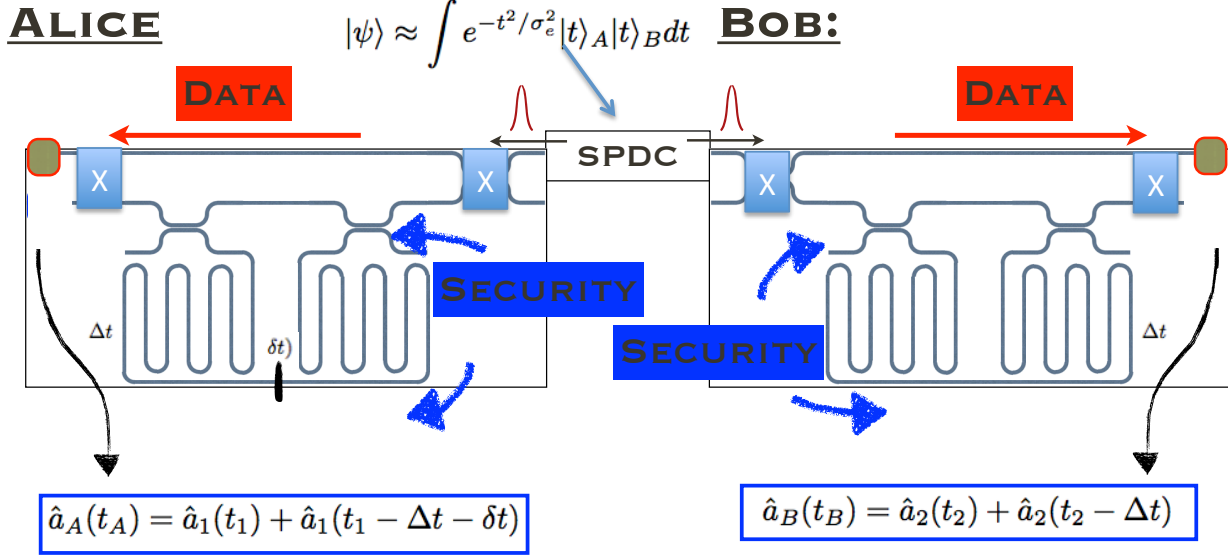 ALICE
|ψ⟩ ≈ ∫ e^{-t²/σ_e²}|t⟩_A|t⟩_B dt
BOB:
DATA
DATA
SPDC
X
X
X
X
SECURITY
SECURITY
Δt
δt)
Δt
â_A(t_A) = â_1(t_1) + â_1(t_1 − Δt − δt)
â_B(t_B) = â_2(t_2) + â_2(t_2 − Δt)